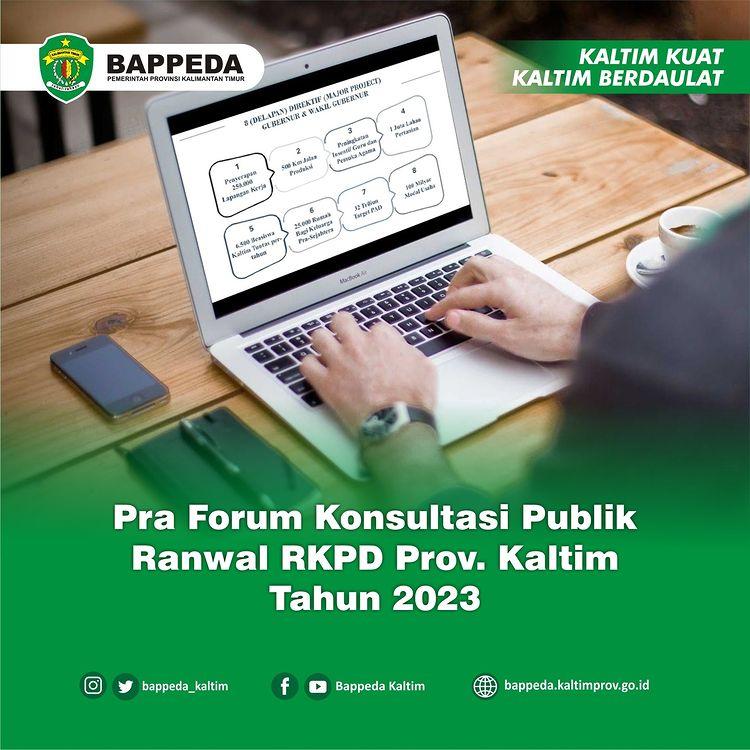 BAPPEDA
PEMERINTAH PROVINSI KALIMANTAN TIMUR
KALTIM KUAT
KALTIM BERDAULAT
8 (DELAPAN) DIREKTIF (MAJOR PROJECT)
GUBERNUR & WAKIL GUBERNUR
1
Penyerapan
250.000
Lapangan Kerja
2
500 Km Jalan
Produksi
3
Peningkatan
Insentif Guru dan
Pemuka Agama
4
1 Juta Lahan
Pertanian
5
6.500 Beasiswa
Kaltim Tuntas per-
tahun
6
25.000 Rumah
Bagi Keluarga
Pra-Sejahtera
7
32 Triliun
Target PAD
8
100 Milyar
Modal Usaha
MacBook Air
Pra Forum Konsultasi Publik
Ranwal RKPD Prov. Kaltim
Tahun 2023
bappeda_kaltim
Bappeda Kaltim
bappeda.kaltimprov.go.id